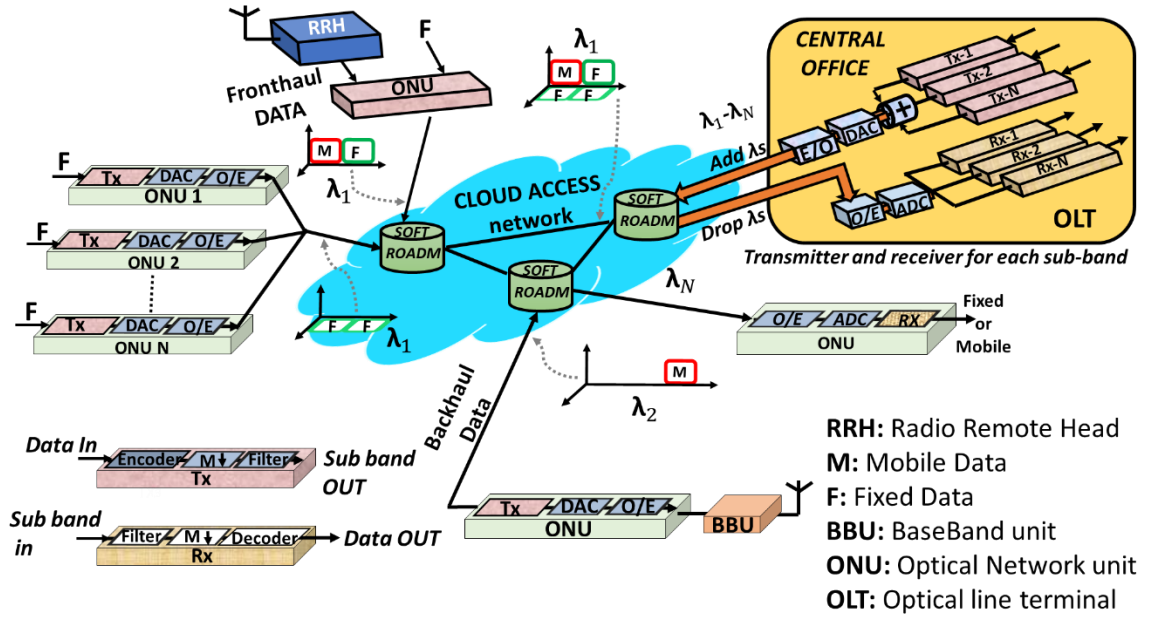 RRH
F
Fronthaul
DATA
ONU
M
F
λ1
λ1
M
F
F
F
CENTRAL
OFFICE
Tx-1
Tx-2
Tx-N
λ1-λN
+
DAC
E/O
Add λs
Drop λs
Rx-1
Rx-2
Rx-N
O/E
ADC
OLT
Transmitter and receiver for each sub-band
F
Tx
DAC
O/E
ONU 1
F
Tx
DAC
O/E
ONU 2
F
Tx
DAC
O/E
ONU N
CLOUD ACCESS
network
SOFT
ROADM
SOFT
ROADM
SOFT
ROADM
F
F
λ1
λN
O/E
ADC
RX
ONU
Fixed
or
Mobile
M
λ2
Backhaul
Data
Data In
Encoder
M↓
Filter
Tx
Sub band
OUT
Sub band
in
Filter
M↓
Decoder
Rx
Data OUT
Tx
DAC
O/E
ONU
BBU
RRH: Radio Remote Head
M: Mobile Data
F: Fixed Data
BBU: BaseBand unit
ONU: Optical Network unit
OLT: Optical line terminal